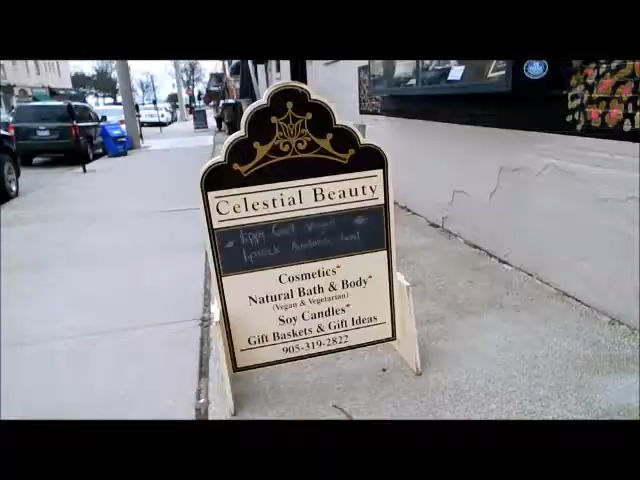 Celestial Beauty
Cosmetics*
Natural Bath & Body*
(Vegan & Vegetarian)
Soy Candles*
Gift Baskets & Gift Ideas
905-319-2822